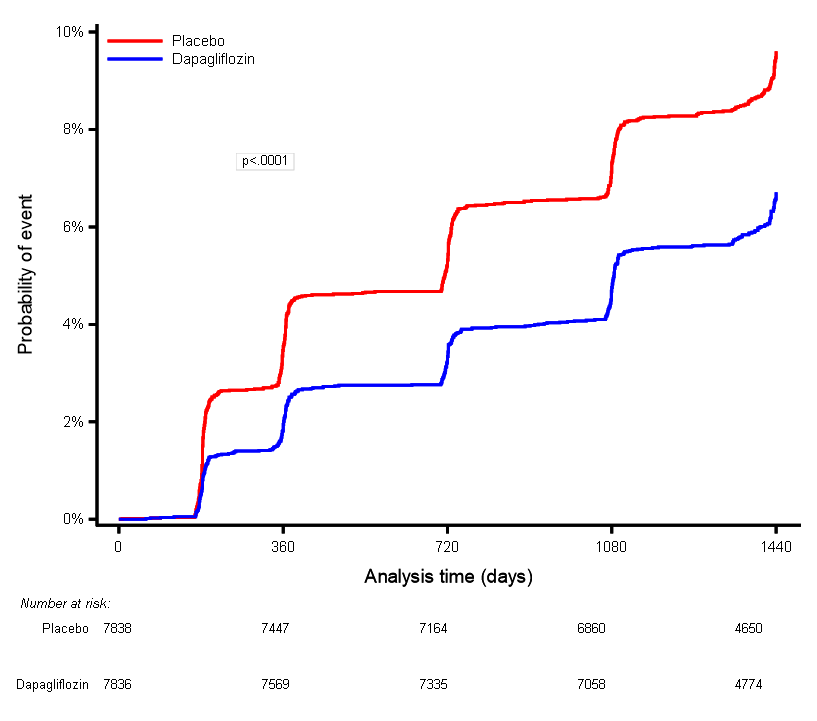 10%
Placebo
Dapagliflozin
8%
p<.0001
6%
Probability of event
4%
2%
0%
0 360 720 1080 1440
Analysis time (days)
Number at risk:
Placebo 7838 7447 7164 6860 4650
Dapagliflozin 7836 7569 7335 7058 4774